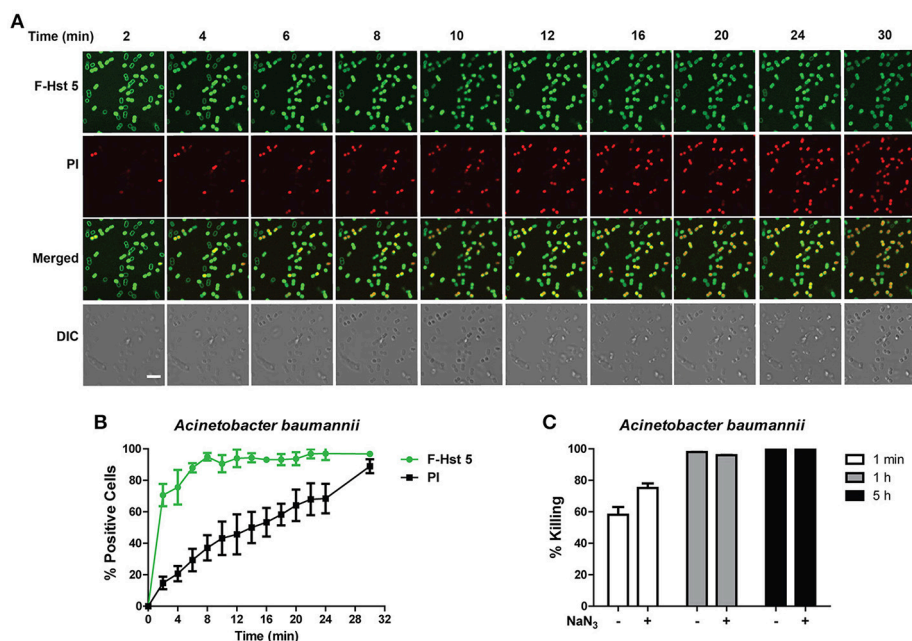 A
Time (min) 2 4 6 8 10 12 16 20 24 30
F-Hst 5
PI
Merged
DIC
B
Acinetobacter baumannii
% Positive Cells
100
80
60
40
20
0
0 4 8 12 16 20 24 28 32
Time (min)
F-Hst 5
PI
C
Acinetobacter baumannii
% Killing
100
80
60
40
20
0
NaN₃ - + - + - +
1 min
1 h
5 h